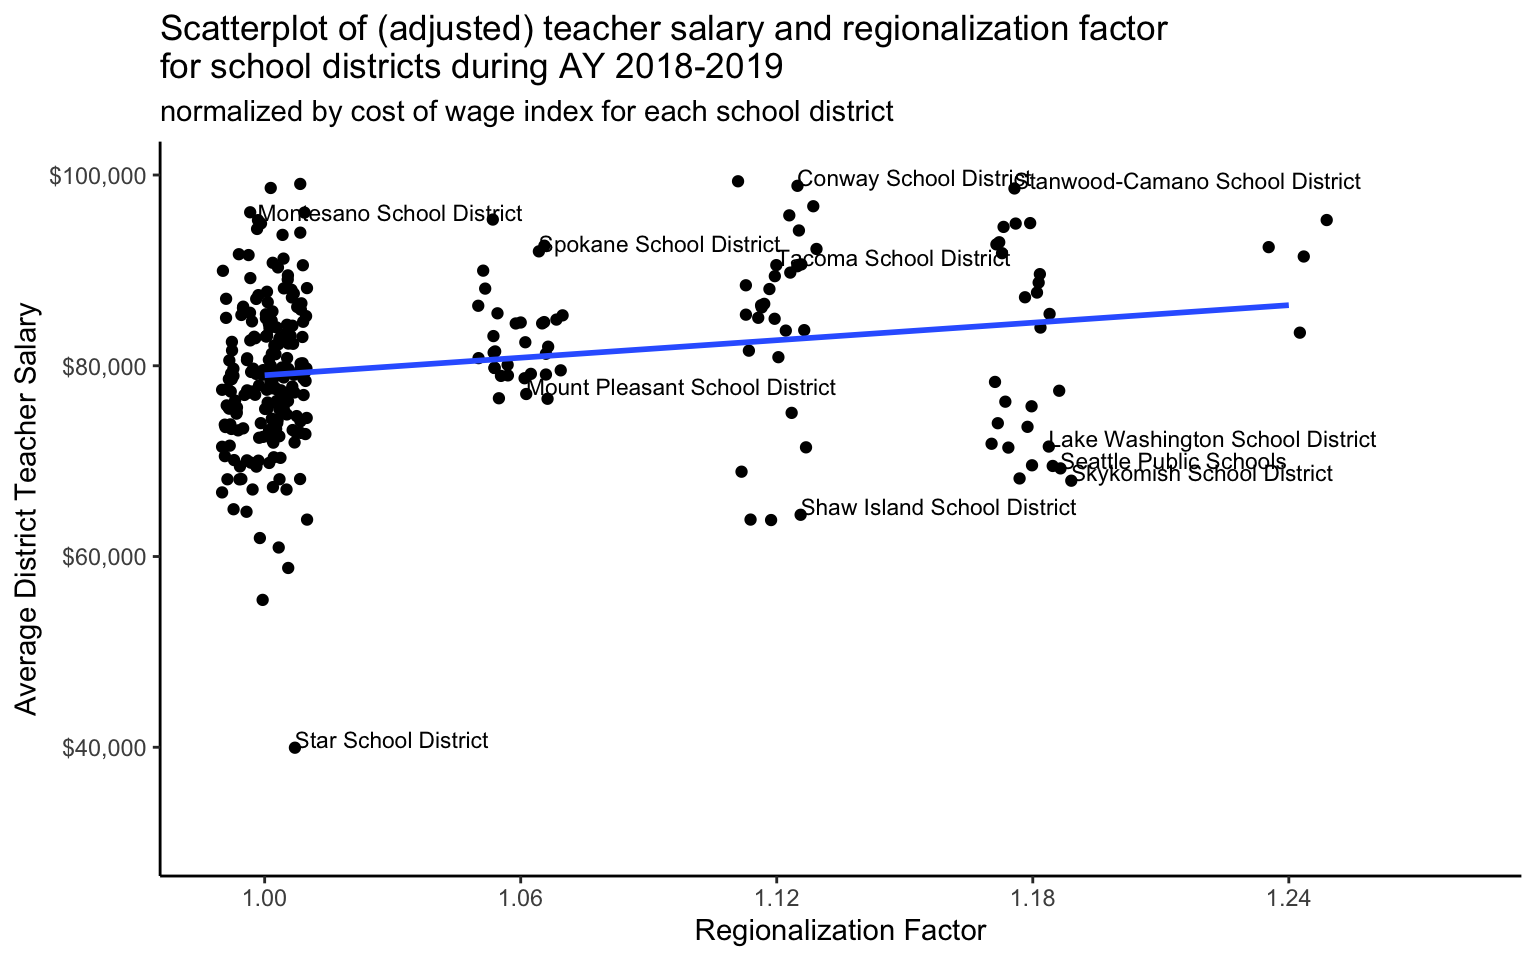 Scatterplot of (adjusted) teacher salary and regionalization factor
for school districts during AY 2018-2019
normalized by cost of wage index for each school district
$100,000
$80,000
$60,000
$40,000
Average District Teacher Salary
Conway School District
Stanwood-Camano School District
Montesano School District
Spokane School District
Tacoma School District
Mount Pleasant School District
Lake Washington School District
Seattle Public Schools
Skykomish School District
Shaw Island School District
Star School District
1.00
1.06
1.12
1.18
1.24
Regionalization Factor